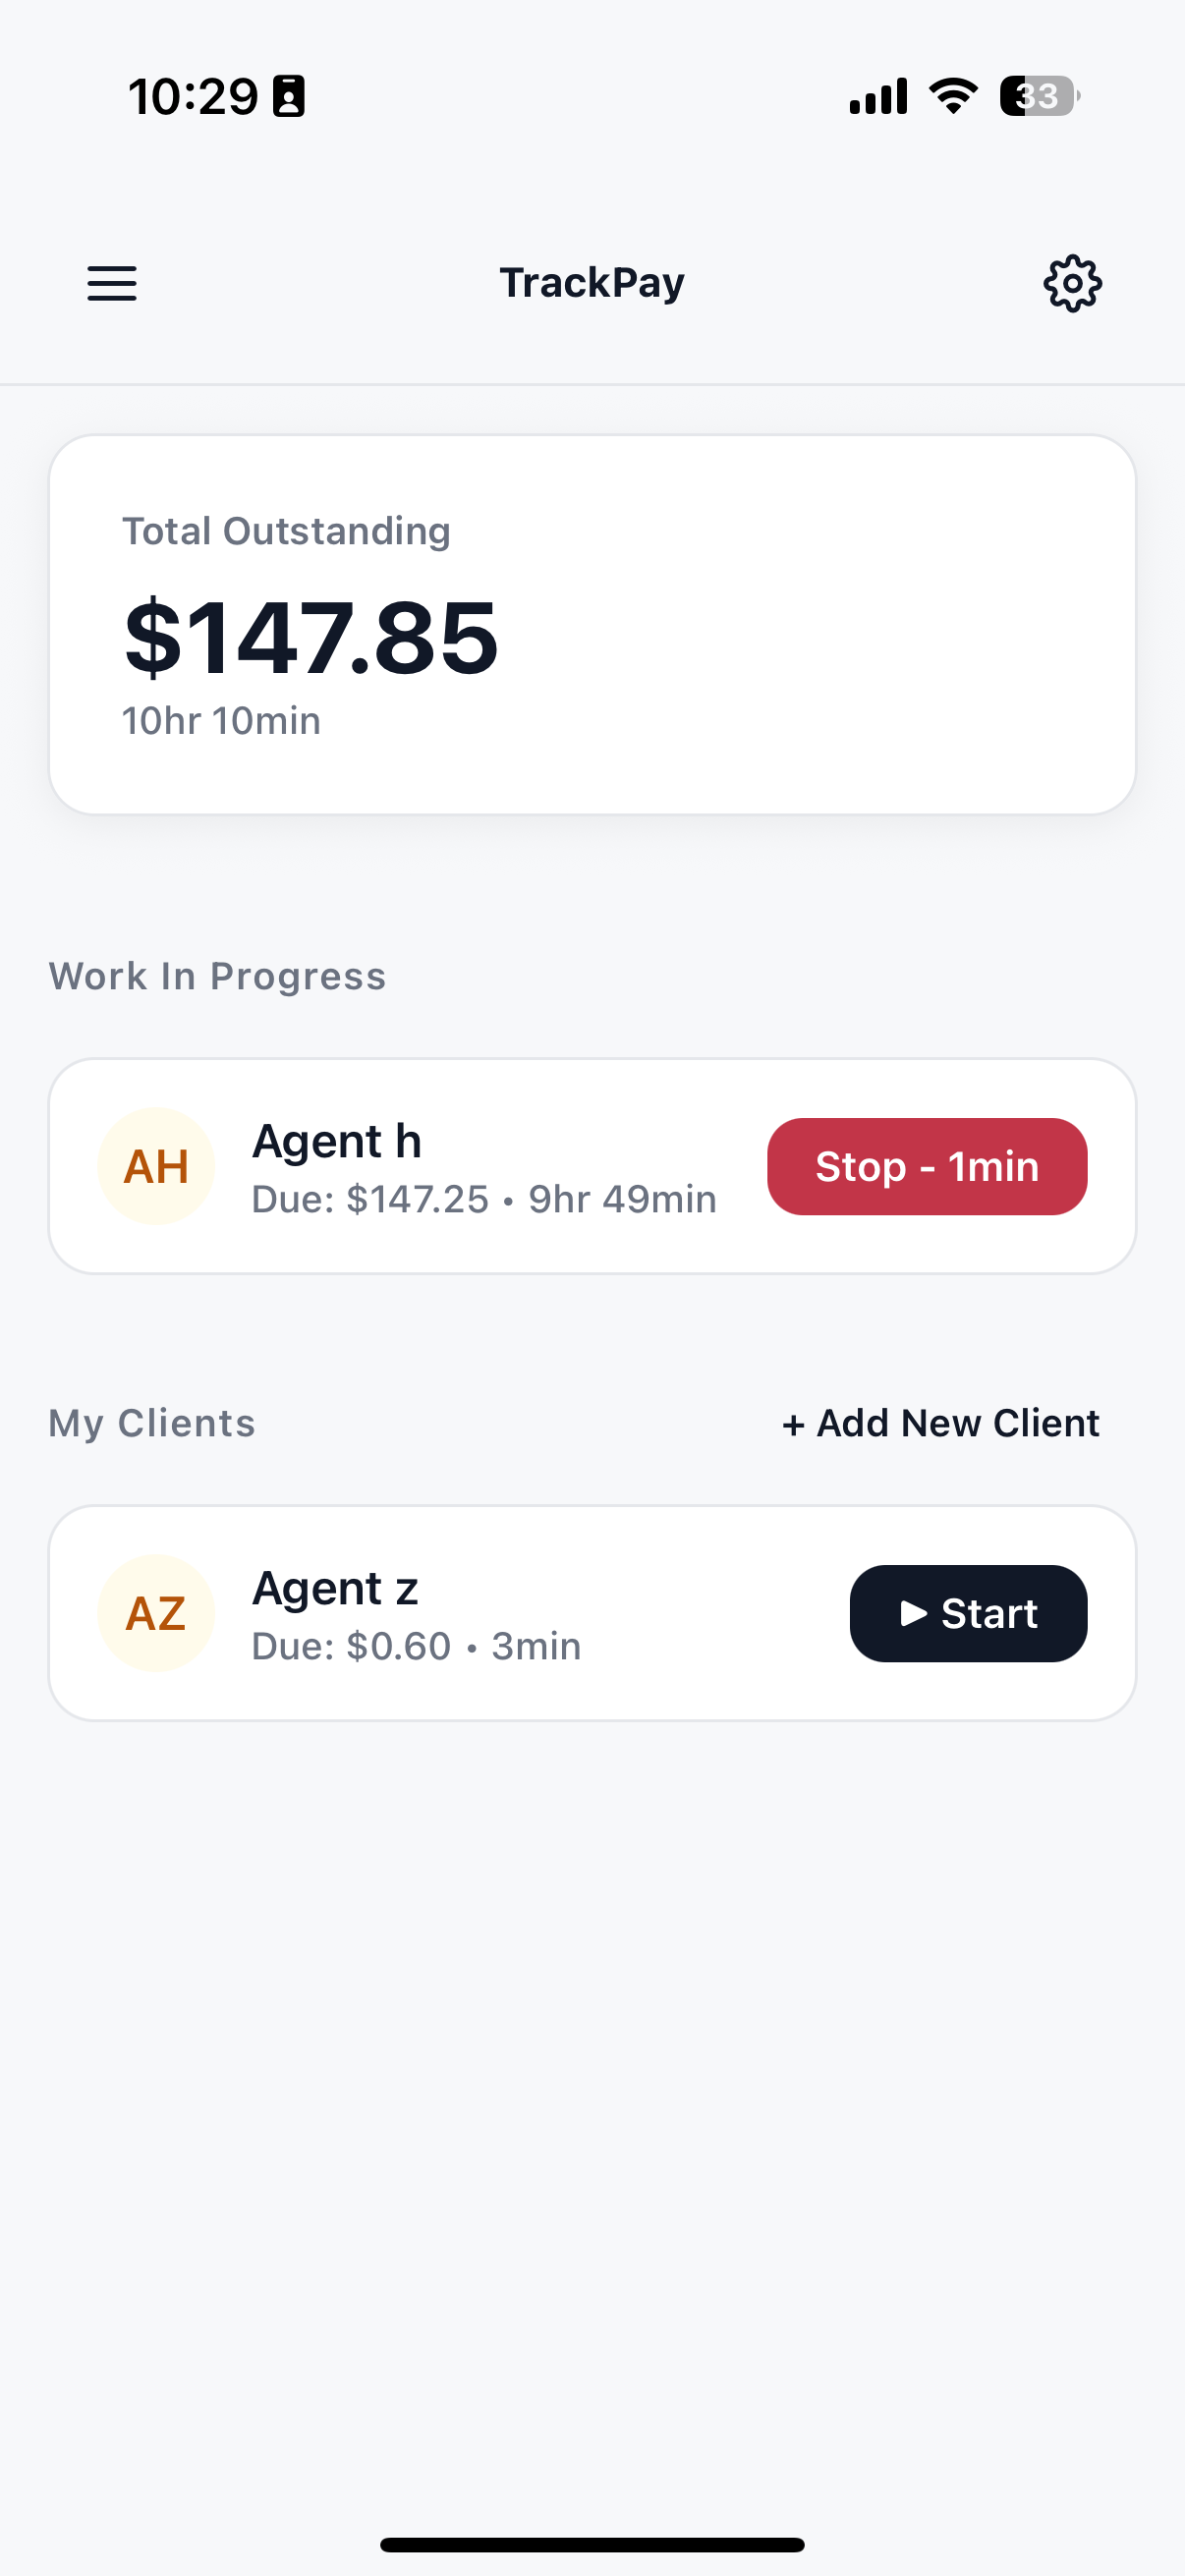 10:29
33
TrackPay
Total Outstanding
$147.85
10hr 10min
Work In Progress
AH
Agent h
Due: $147.25 • 9hr 49min
Stop - 1min
My Clients
+ Add New Client
AZ
Agent z
Due: $0.60 • 3min
Start